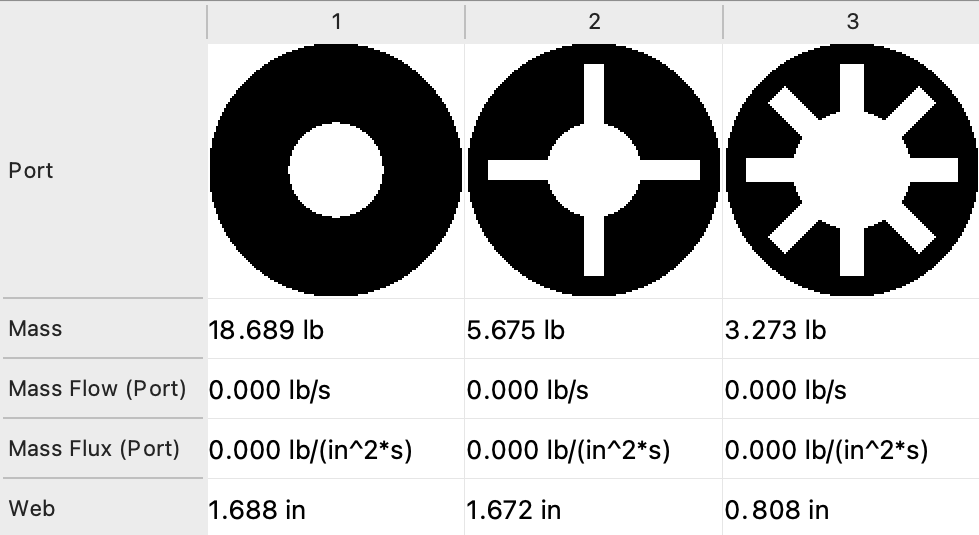 1 2 3
Port
Mass 18.689 lb 5.675 lb 3.273 lb
Mass Flow (Port) 0.000 lb/s 0.000 lb/s 0.000 lb/s
Mass Flux (Port) 0.000 lb/(in^2*s) 0.000 lb/(in^2*s) 0.000 lb/(in^2*s)
Web 1.688 in 1.672 in 0.808 in